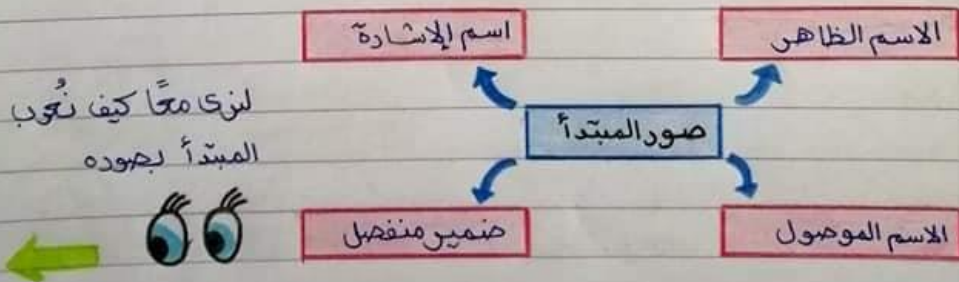 الاسم الظاهر
اسم الإشارة
صور المبتدأ
لنرى معًا كيف نُعرب
المبتدأ بصوره
الاسم الموصول
ضمير منفصل